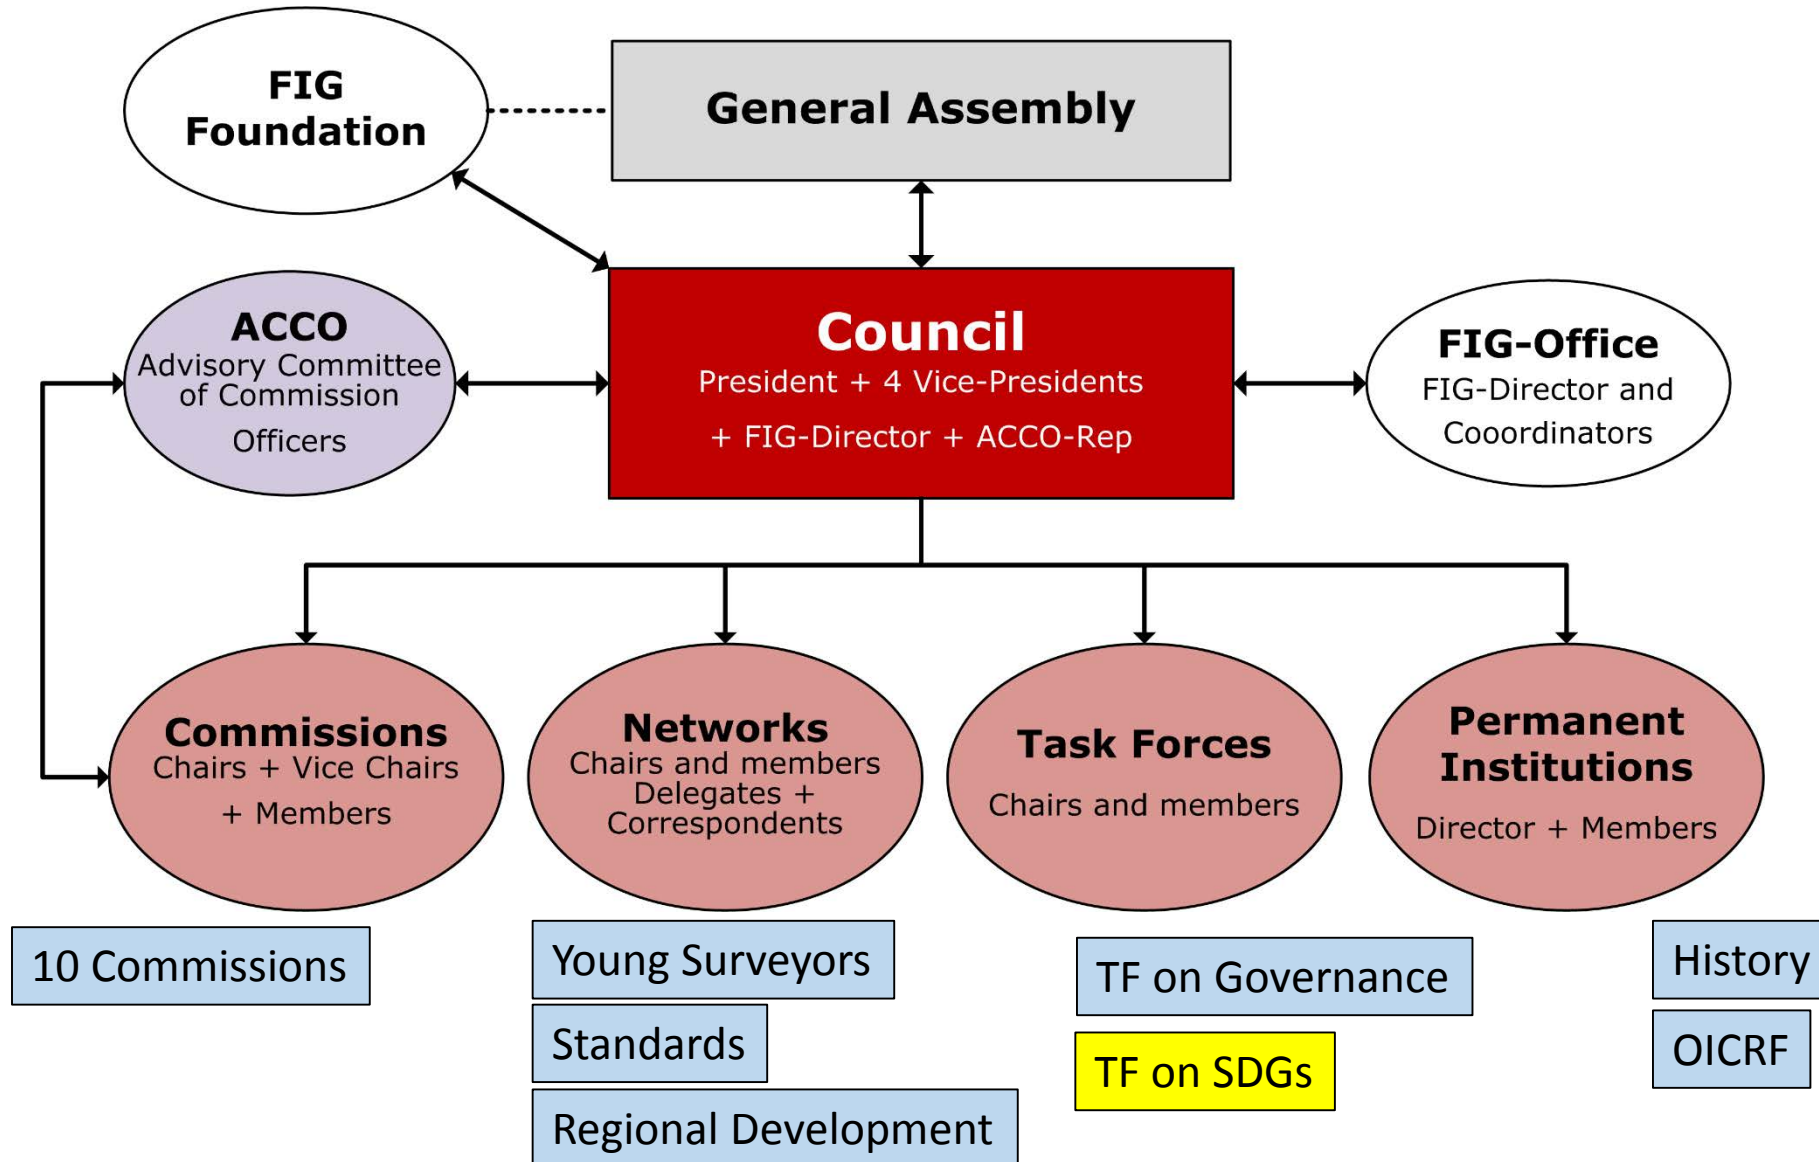 FIG
Foundation
General Assembly
ACCO
Advisory Committee
of Commission
Officers
Council
President + 4 Vice-Presidents
+ FIG-Director + ACCO-Rep
FIG-Office
FIG-Director and
Cooordinators
Commissions
Chairs + Vice Chairs
+ Members
Networks
Chairs and members
Delegates +
Correspondents
Task Forces
Chairs and members
Permanent
Institutions
Director + Members
10 Commissions
Young Surveyors
Standards
Regional Development
TF on Governance
TF on SDGs
History
OICRF